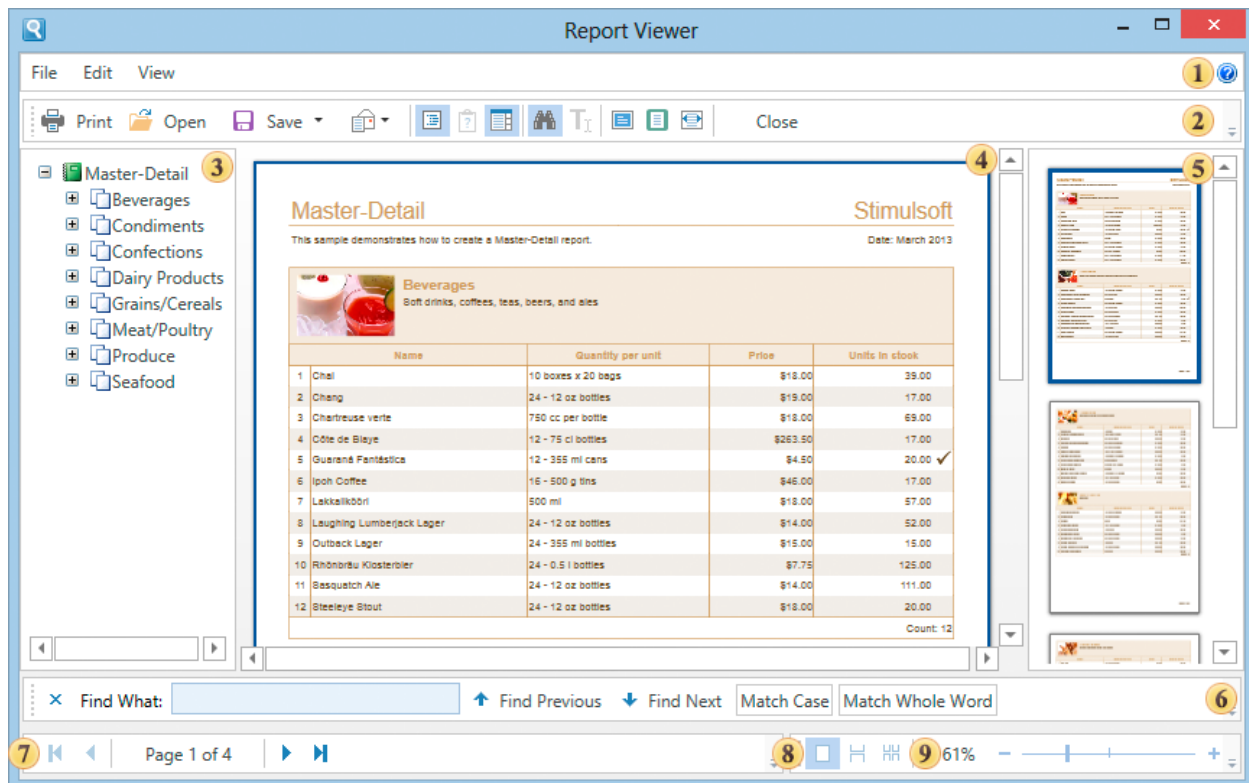 Report Viewer
File Edit View 1
Print Open Save Close 2
Master-Detail 3
Beverages
Condiments
Confections
Dairy Products
Grains/Cereals
Meat/Poultry
Produce
Seafood
4
Master-Detail Stimulsoft
This sample demonstrates how to create a Master-Detail report. Date: March 2013
Beverages
Soft drinks, coffees, teas, beers, and ales
Name Quantity per unit Price Units in stock
1 Chai 10 boxes x 20 bags $18.00 39.00
2 Chang 24 - 12 oz bottles $19.00 17.00
3 Chartreuse verte 750 cc per bottle $18.00 69.00
4 Côte de Blaye 12 - 75 cl bottles $263.50 17.00
5 Guaraná Fantástica 12 - 355 ml cans $4.50 20.00
6 Ipoh Coffee 16 - 500 g tins $46.00 17.00
7 Lakkalikööri 500 ml $18.00 57.00
8 Laughing Lumberjack Lager 24 - 12 oz bottles $14.00 52.00
9 Outback Lager 24 - 355 ml bottles $15.00 15.00
10 Rhönbräu Klosterbier 24 - 0.5 l bottles $7.75 125.00
11 Sasquatch Ale 24 - 12 oz bottles $14.00 111.00
12 Steeleye Stout 24 - 12 oz bottles $18.00 20.00
Count: 12
5
Find What: Find Previous Find Next Match Case Match Whole Word 6
7 Page 1 of 4 8 9 61%